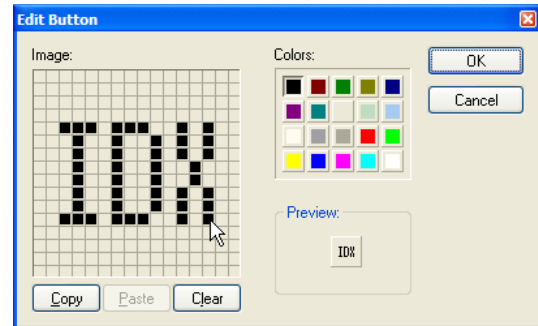 Edit Button
Image:
Colors:
OK
Cancel
IDX
Preview:
IDX
Copy
Paste
Clear